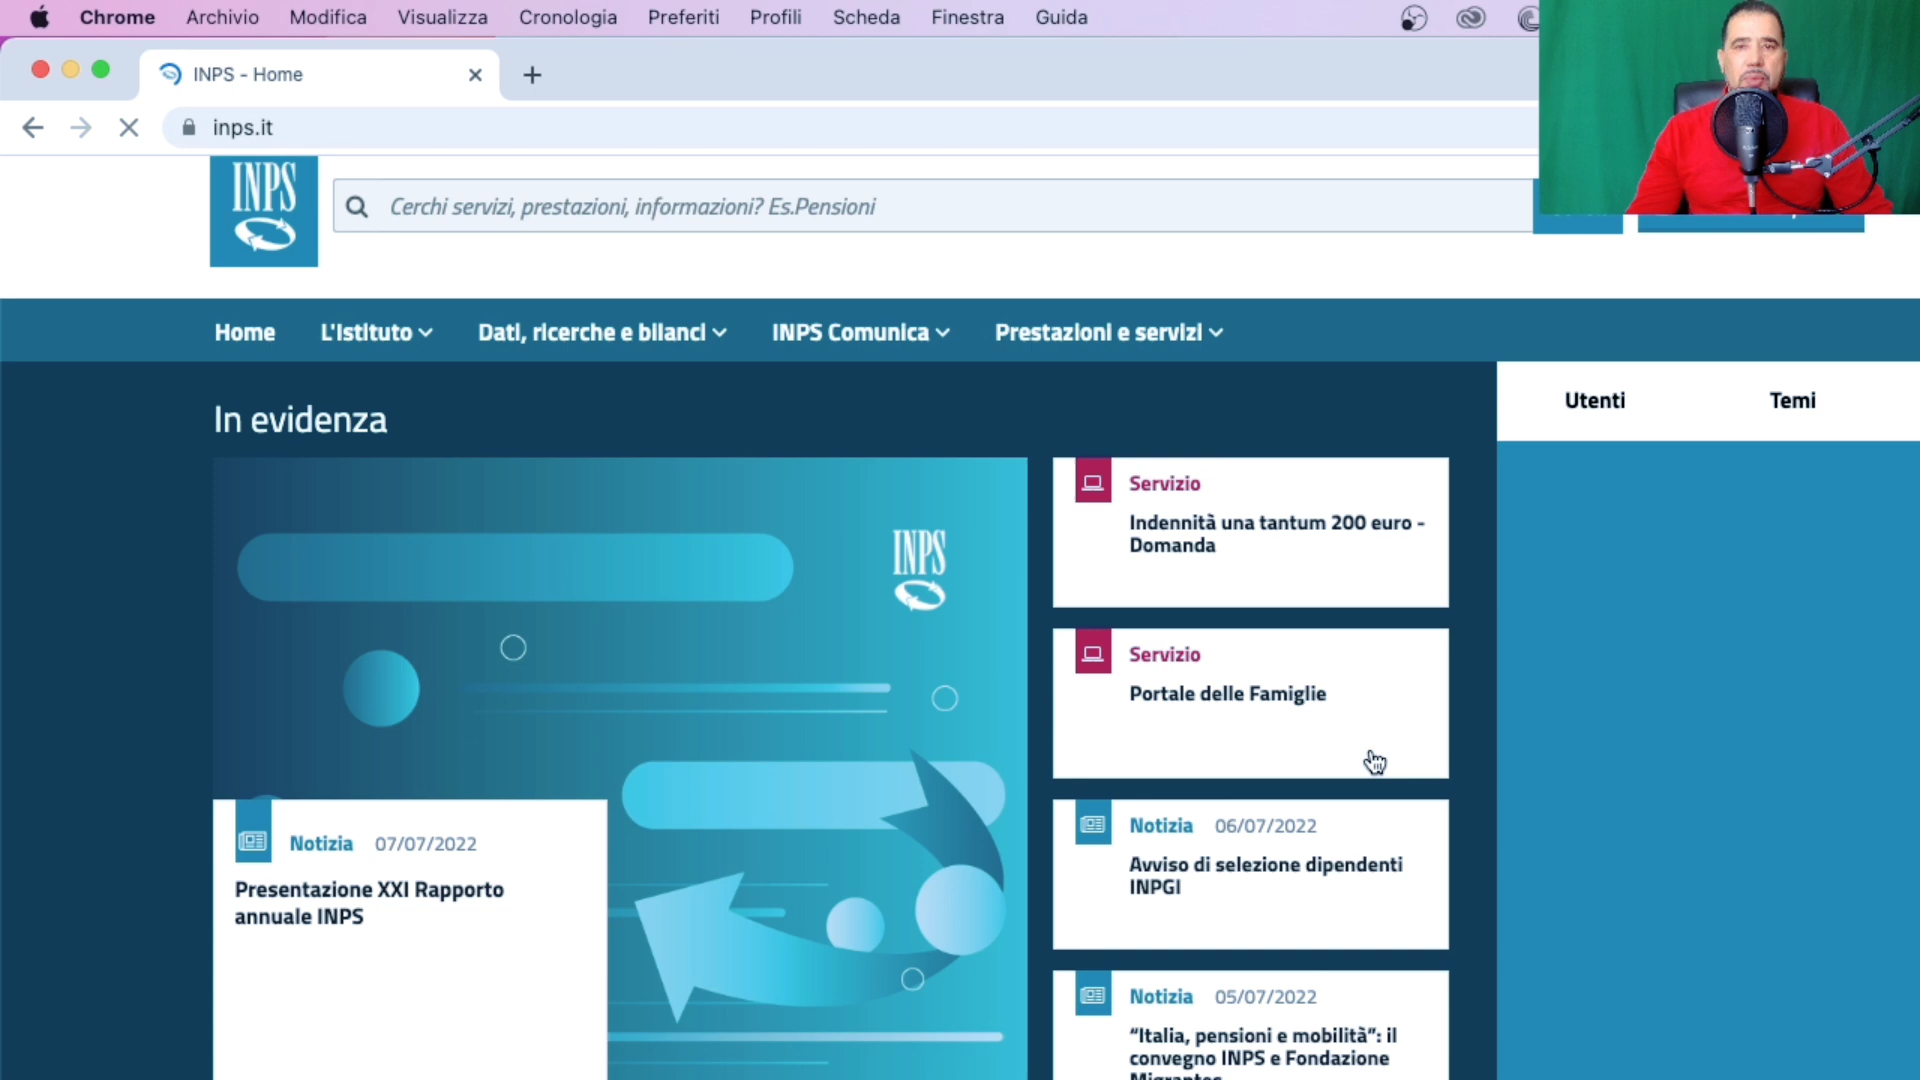 Chrome Archivio Modifica Visualizza Cronologia Preferiti Profili Scheda Finestra Guida
INPS - Home
inps.it
INPS
Cerchi servizi, prestazioni, informazioni? Es.Pensioni
Home L'Istituto Dati, ricerche e bilanci INPS Comunica Prestazioni e servizi
Utenti Temi
In evidenza
INPS
Notizia 07/07/2022
Presentazione XXI Rapporto
annuale INPS
Servizio
Indennità una tantum 200 euro -
Domanda
Servizio
Portale delle Famiglie
Notizia 06/07/2022
Avviso di selezione dipendenti
INPGI
Notizia 05/07/2022
“Italia, pensioni e mobilità”: il
convegno INPS e Fondazione
Migrantes